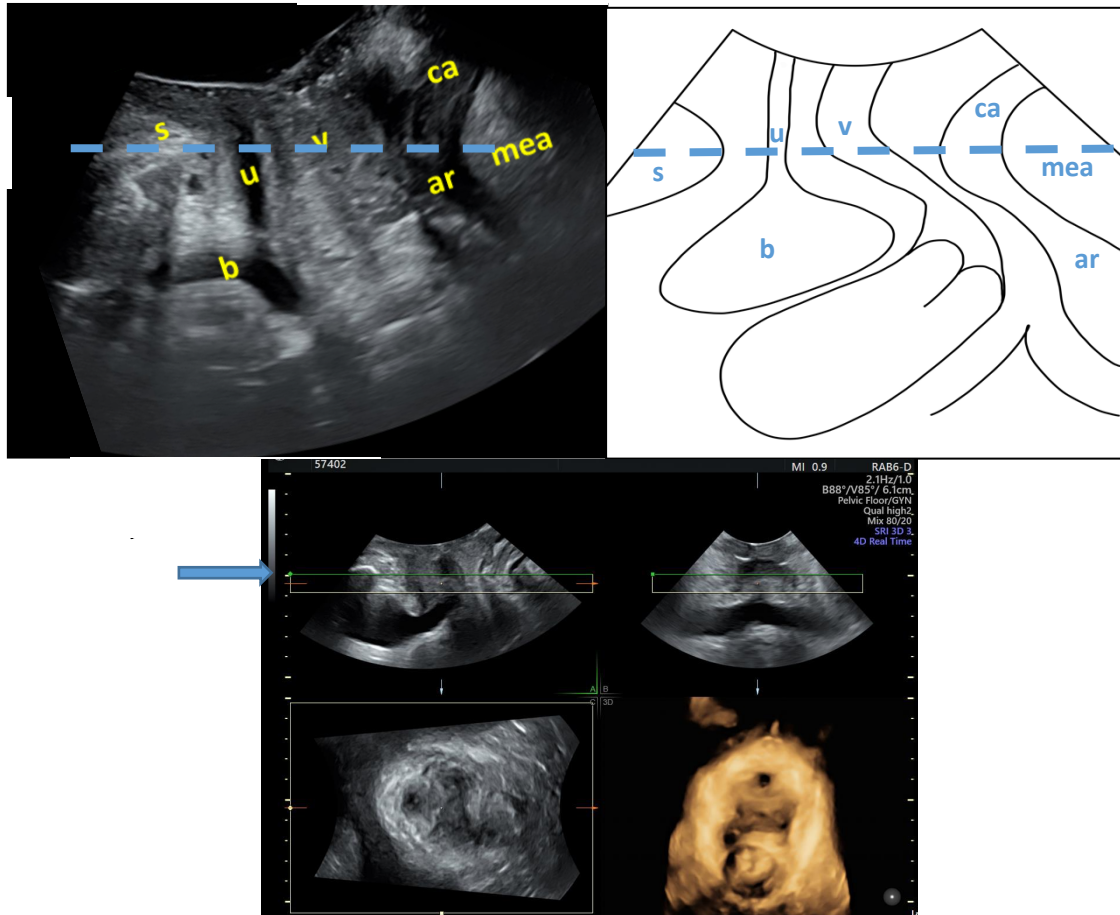 s
u
v
ca
mea
ar
b
s
u
v
ca
mea
b
ar
57402
MI 0.9 RAB6-D
2.1Hz/1.0
B88°/V85°/ 6.1cm
Pelvic Floor/GYN
Qual high2
Mix 80/20
SRI 3D 3
4D Real Time
A B
C 3D